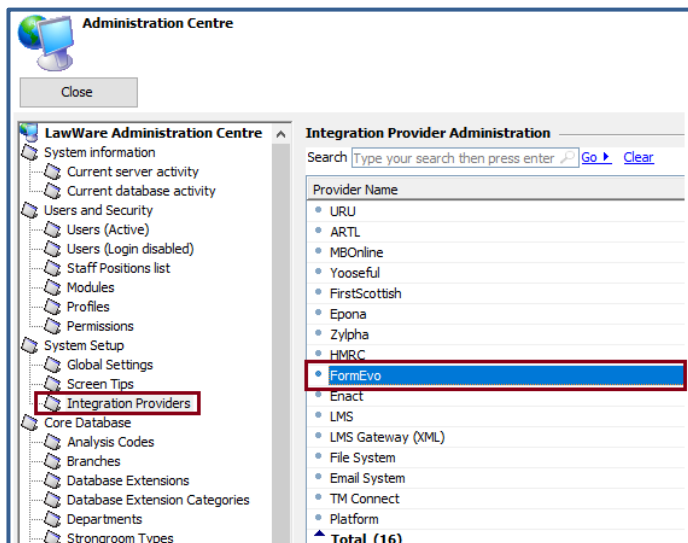 Administration Centre
Close
LawWare Administration Centre
System information
Current server activity
Current database activity
Users and Security
Users (Active)
Users (Login disabled)
Staff Positions list
Modules
Profiles
Permissions
System Setup
Global Settings
Screen Tips
Integration Providers
Core Database
Analysis Codes
Branches
Database Extensions
Database Extension Categories
Departments
Strongroom Types
Integration Provider Administration
Search Type your search then press enter Go Clear
Provider Name
URU
ARTL
MBOnline
Yooseful
FirstScottish
Epona
Zylpha
HMRC
FormEvo
Enact
LMS
LMS Gateway (XML)
File System
Email System
TM Connect
Platform
Total (16)